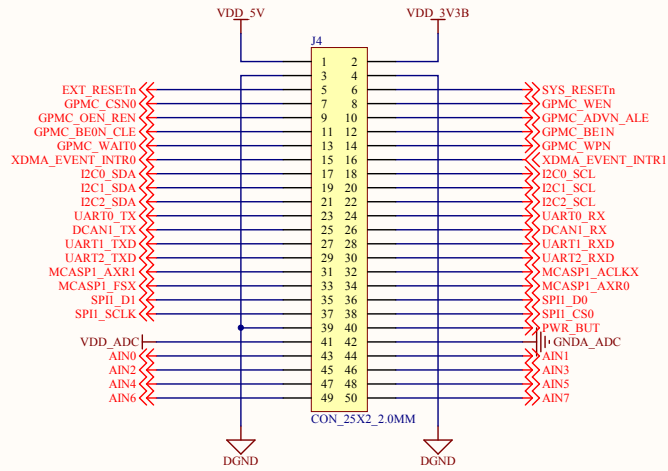 VDD_5V VDD_3V3B
J4
1 2
3 4
EXT_RESETn 5 6 SYS_RESETn
GPMC_CSN0 7 8 GPMC_WEN
GPMC_OEN_REN 9 10 GPMC_ADVN_ALE
GPMC_BE0N_CLE 11 12 GPMC_BE1N
GPMC_WAIT0 13 14 GPMC_WPN
XDMA_EVENT_INTR0 15 16 XDMA_EVENT_INTR1
I2C0_SDA 17 18 I2C0_SCL
I2C1_SDA 19 20 I2C1_SCL
I2C2_SDA 21 22 I2C2_SCL
UART0_TX 23 24 UART0_RX
DCAN1_TX 25 26 DCAN1_RX
UART1_TXD 27 28 UART1_RXD
UART2_TXD 29 30 UART2_RXD
MCASP1_AXR1 31 32 MCASP1_ACLKX
MCASP1_FSX 33 34 MCASP1_AXR0
SPI1_D1 35 36 SPI1_D0
SPI1_SCLK 37 38 SPI1_CS0
39 40 PWR_BUT
VDD_ADC 41 42 GNDA_ADC
AIN0 43 44 AIN1
AIN2 45 46 AIN3
AIN4 47 48 AIN5
AIN6 49 50 AIN7
CON_25X2_2.0MM
DGND DGND